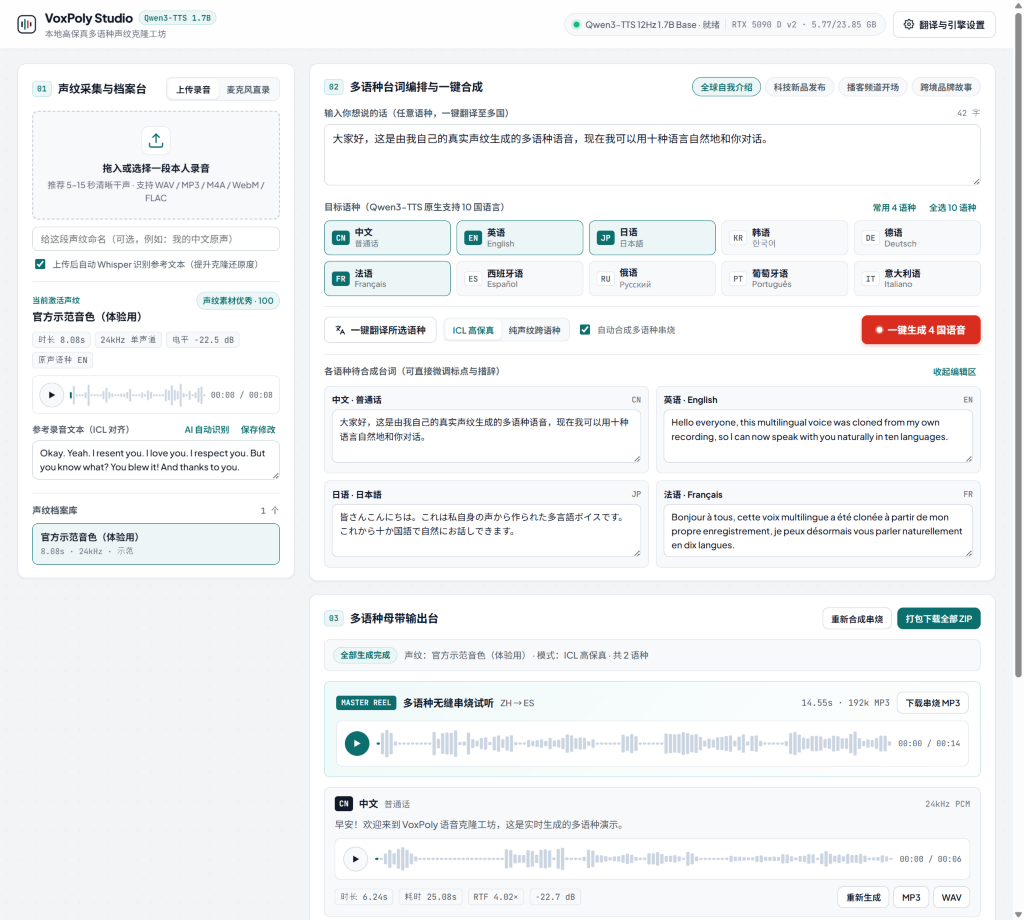 VoxPoly Studio Qwen3-TTS 1.7B
本地高保真多语种声纹克隆工坊
Qwen3-TTS 12Hz 1.7B Base · 就绪 RTX 5090 D v2 · 5.77/23.85 GB
翻译与引擎设置
01 声纹采集与档案台
上传录音 麦克风直录
拖入或选择一段本人录音
推荐 5-15 秒清晰干声 · 支持 WAV / MP3 / M4A / WebM /
FLAC
给这段声纹命名（可选，例如：我的中文原声）
上传后自动 Whisper 识别参考文本（提升克隆还原度）
当前激活声纹
官方示范音色（体验用）
声纹素材优秀 · 100
时长 8.08s 24kHz 单声道 电平 -22.5 dB
原声语种 EN
00:00 / 00:08
参考录音文本（ICL 对齐） AI 自动识别 保存修改
Okay. Yeah. I resent you. I love you. I respect you. But
you know what? You blew it! And thanks to you.
声纹档案库 1 个
官方示范音色（体验用）
8.08s · 24kHz · 示范
02 多语种台词编排与一键合成
全球自我介绍 科技新品发布 播客频道开场 跨境品牌故事
输入你想说的话（任意语种，一键翻译至多国） 42 字
大家好，这是由我自己的真实声纹生成的多语种语音，现在我可以用十种语言自然地和你对话。
目标语种（Qwen3-TTS 原生支持 10 国语言） 常用 4 语种 全选 10 语种
CN 中文 普通话
EN 英语 English
JP 日语 日本語
KR 韩语 한국어
DE 德语 Deutsch
FR 法语 Français
ES 西班牙语 Español
RU 俄语 Русский
PT 葡萄牙语 Português
IT 意大利语 Italiano
一键翻译所选语种 ICL 高保真 纯声纹跨语种 自动合成多语种串烧
一键生成 4 国语音
各语种待合成台词（可直接微调标点与措辞） 收起编辑区
中文 · 普通话 CN
大家好，这是由我自己的真实声纹生成的多语种语音，现在我可以用十种
语言自然地和你对话。
英语 · English EN
Hello everyone, this multilingual voice was cloned from my own
recording, so I can now speak with you naturally in ten languages.
日语 · 日本語 JP
皆さんこんにちは。これは私自身の声から作られた多言語ボイスです。
これから十か国語で自然にお話しできます。
法语 · Français FR
Bonjour à tous, cette voix multilingue a été clonée à partir de mon
propre enregistrement, je peux désormais vous parler naturellement
en dix langues.
03 多语种母带输出台
重新合成串烧 打包下载全部 ZIP
全部生成完成 声纹：官方示范音色（体验用） · 模式：ICL 高保真 · 共 2 语种
MASTER REEL 多语种无缝串烧试听 ZH → ES
14.55s · 192k MP3 下载串烧 MP3
00:00 / 00:14
CN 中文 普通话 24kHz PCM
早安！欢迎来到 VoxPoly 语音克隆工坊，这是实时生成的多语种演示。
00:00 / 00:06
时长 6.24s 耗时 25.08s RTF 4.02× -22.7 dB
重新生成 MP3 WAV